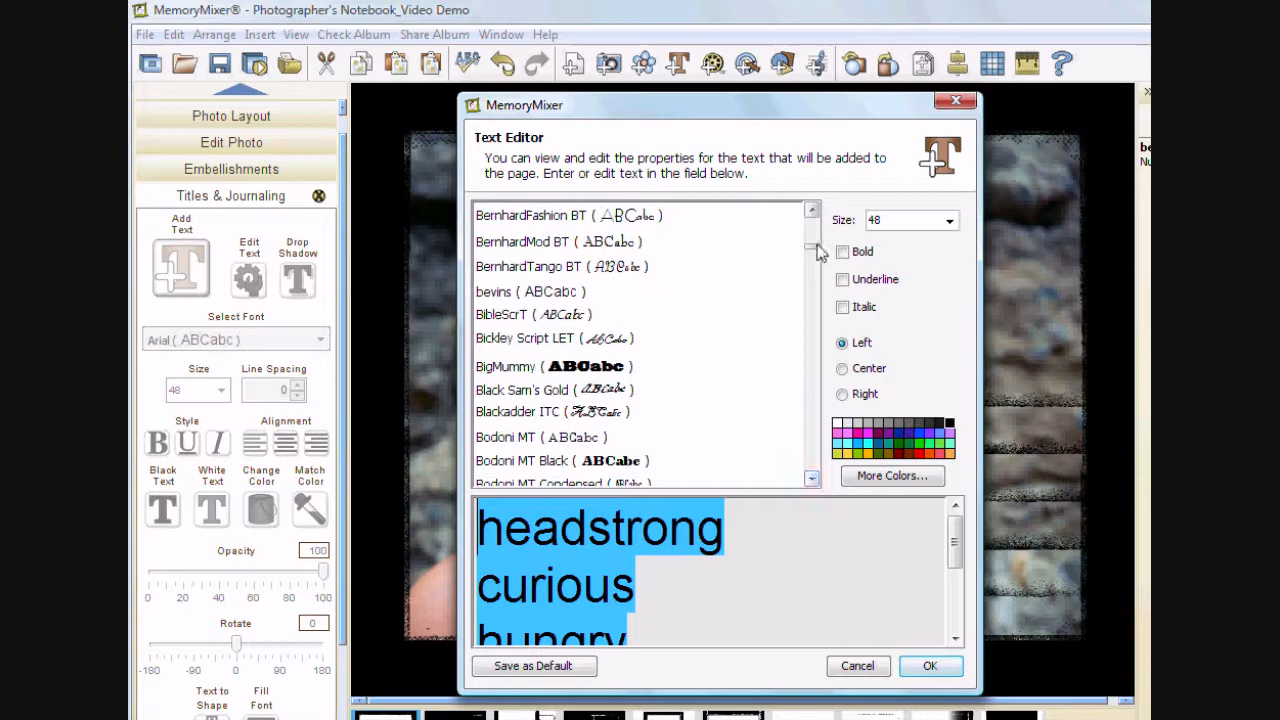 MemoryMixer® - Photographer's Notebook_Video Demo
File Edit Arrange Insert View Check Album Share Album Window Help
Photo Layout
Edit Photo
Embellishments
Titles & Journaling
Add Text
Edit Text
Drop Shadow
Select Font
Arial ( ABCabc )
Size
Line Spacing
48
0
Style
Alignment
B U I
Black Text
White Text
Change Color
Match Color
Opacity
100
0 20 40 60 80 100
Rotate
0
-180 -90 0 90 180
Text to Shape
Fill Font
MemoryMixer
Text Editor
You can view and edit the properties for the text that will be added to
the page. Enter or edit text in the field below.
BernhardFashion BT ( ABCabc )
BernhardMod BT ( ABCabc )
BernhardTango BT ( ABCabc )
bevins ( ABCabc )
BibleScrT ( ABCabc )
Bickley Script LET ( ABCabc )
BigMummy ( ABCabc )
Black Sam's Gold ( ABCabc )
Blackadder ITC ( ABCabc )
Bodoni MT ( ABCabc )
Bodoni MT Black ( ABCabc )
Bodoni MT Condensed ( ABCabc )
Size: 48
Bold
Underline
Italic
Left
Center
Right
More Colors...
headstrong
curious
hungry
Save as Default
Cancel
OK